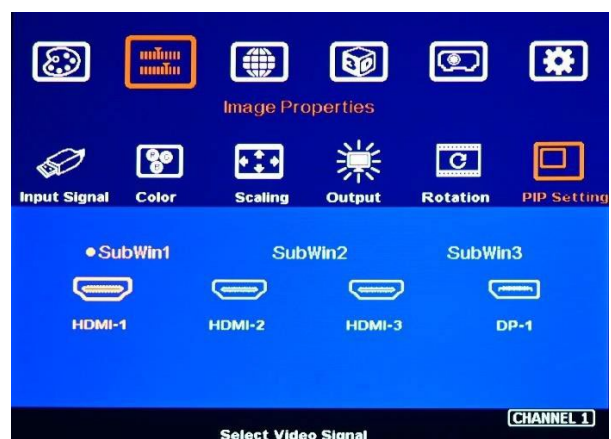 3D
Image Properties
Input Signal Color Scaling Output Rotation PIP Setting
SubWin1 SubWin2 SubWin3
HDMI-1 HDMI-2 HDMI-3 DP-1
CHANNEL 1
Select Video Signal